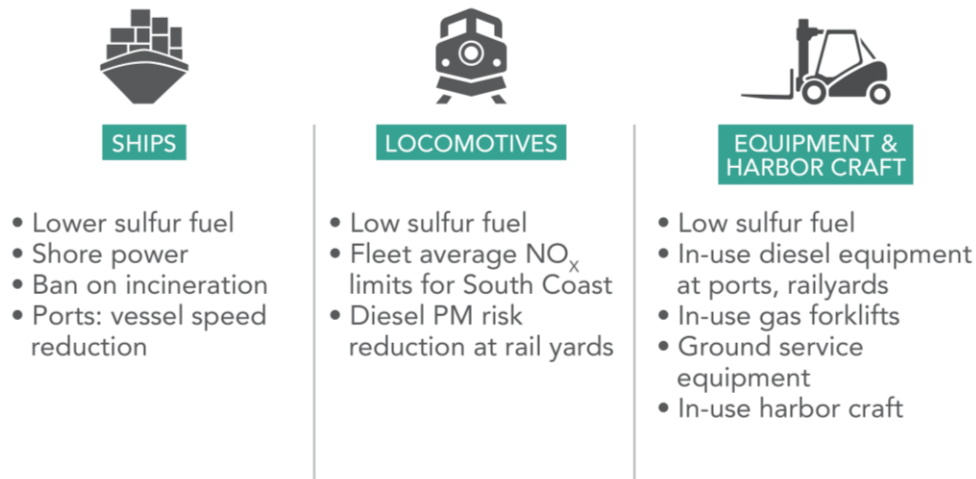 SHIPS
• Lower sulfur fuel
• Shore power
• Ban on incineration
• Ports: vessel speed
reduction
LOCOMOTIVES
• Low sulfur fuel
• Fleet average NOx
limits for South Coast
• Diesel PM risk
reduction at rail yards
EQUIPMENT &
HARBOR CRAFT
• Low sulfur fuel
• In-use diesel equipment
at ports, railyards
• In-use gas forklifts
• Ground service
equipment
• In-use harbor craft